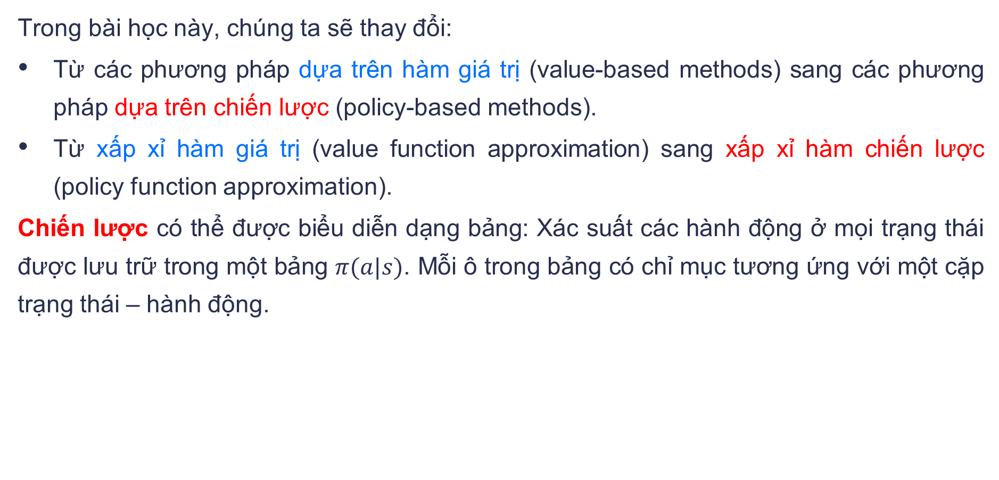 Trong bài học này, chúng ta sẽ thay đổi:
• Từ các phương pháp dựa trên hàm giá trị (value-based methods) sang các phương
pháp dựa trên chiến lược (policy-based methods).
• Từ xấp xỉ hàm giá trị (value function approximation) sang xấp xỉ hàm chiến lược
(policy function approximation).
Chiến lược có thể được biểu diễn dạng bảng: Xác suất các hành động ở mọi trạng thái
được lưu trữ trong một bảng 𝜋(𝑎|𝑠). Mỗi ô trong bảng có chỉ mục tương ứng với một cặp
trạng thái – hành động.